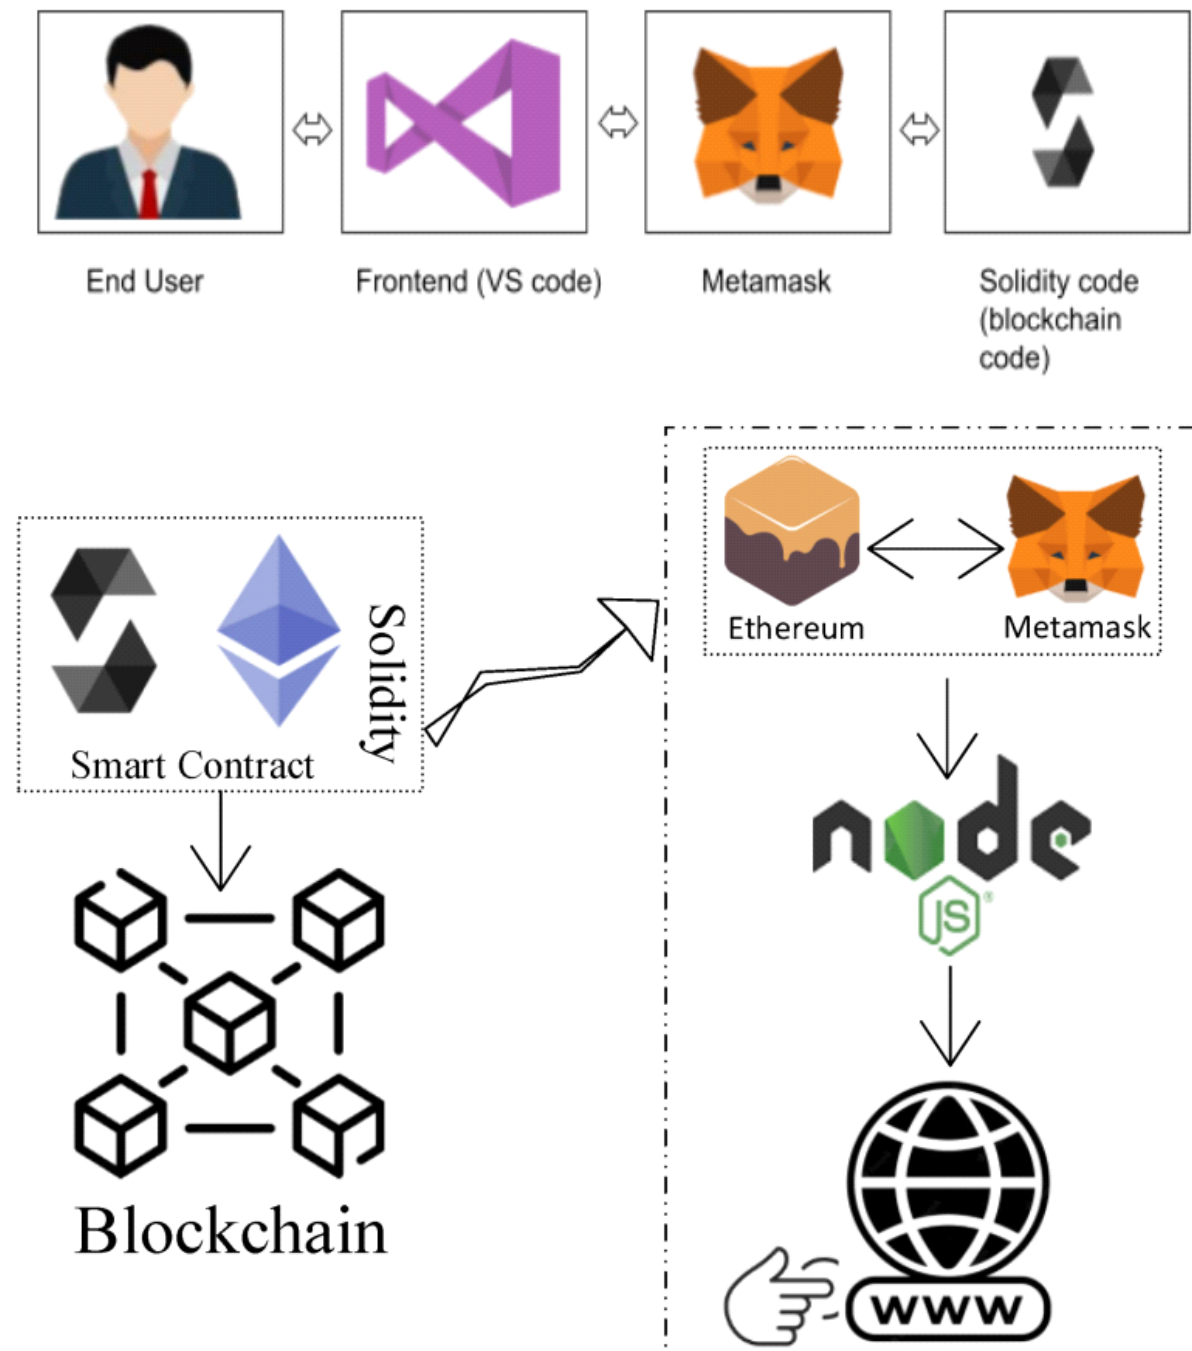 End User
Frontend (VS code)
Metamask
Solidity code
(blockchain
code)
Ethereum
Metamask
Solidity
Smart Contract
node
JS®
Blockchain
www